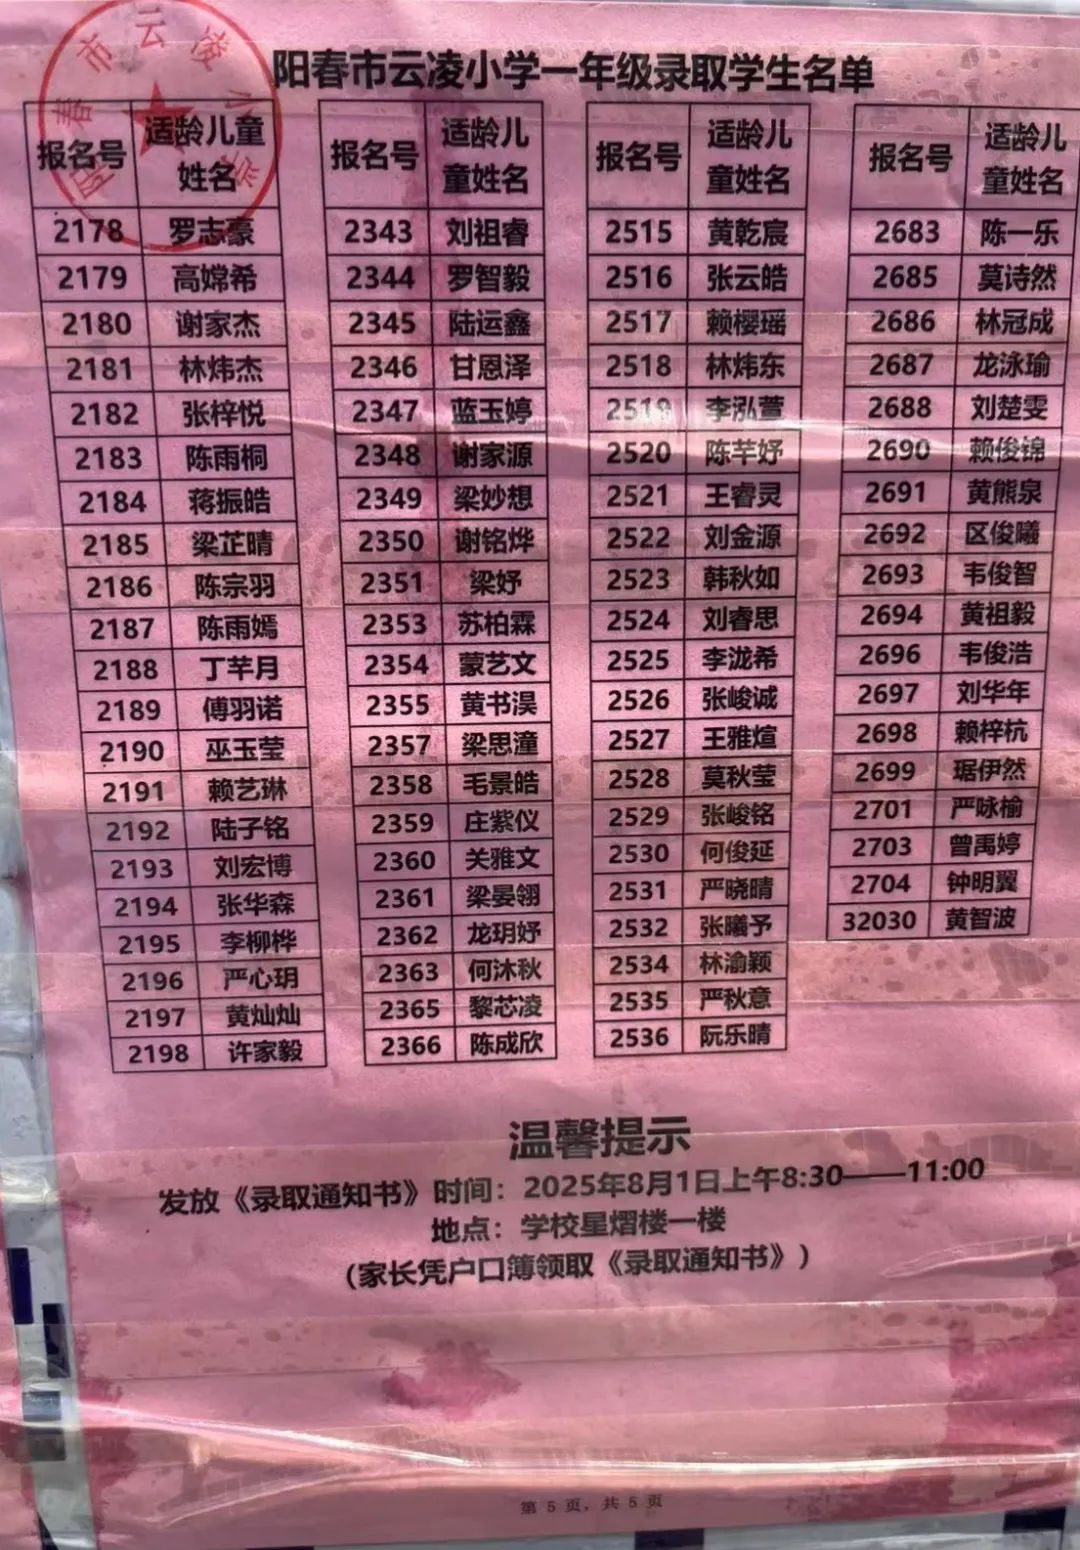 阳春市云凌小学
阳春市云凌小学一年级录取学生名单
报名号 适龄儿童姓名 报名号 适龄儿童姓名 报名号 适龄儿童姓名 报名号 适龄儿童姓名
2178 罗志豪 2343 刘祖睿 2515 黄乾宸 2683 陈一乐
2179 高嫦希 2344 罗智毅 2516 张云皓 2685 莫诗然
2180 谢家杰 2345 陆运鑫 2517 赖樱瑶 2686 林冠成
2181 林炜杰 2346 甘恩泽 2518 林炜东 2687 龙泳瑜
2182 张梓悦 2347 蓝玉婷 2519 李泓萱 2688 刘楚雯
2183 陈雨桐 2348 谢家源 2520 陈芊妤 2690 赖俊锦
2184 蒋振皓 2349 梁妙想 2521 王睿灵 2691 黄熊泉
2185 梁芷晴 2350 谢铭烨 2522 刘金源 2692 区俊曦
2186 陈宗羽 2351 梁妤 2523 韩秋如 2693 韦俊智
2187 陈雨嫣 2353 苏柏霖 2524 刘睿思 2694 黄祖毅
2188 丁芊月 2354 蒙艺文 2525 李泷希 2696 韦俊浩
2189 傅羽诺 2355 黄书淏 2526 张峻诚 2697 刘华年
2190 巫玉莹 2357 梁思潼 2527 王雅煊 2698 赖梓杭
2191 赖艺琳 2358 毛景皓 2528 莫秋莹 2699 琚伊然
2192 陆子铭 2359 庄紫仪 2529 张峻铭 2701 严咏榆
2193 刘宏博 2360 关雅文 2530 何俊延 2703 曾禹婷
2194 张华森 2361 梁晏翎 2531 严晓晴 2704 钟明翼
2195 李柳桦 2362 龙玥妤 2532 张曦予 32030 黄智波
2196 严心玥 2363 何沐秋 2534 林渝颖
2197 黄灿灿 2365 黎芯凌 2535 严秋意
2198 许家毅 2366 陈成欣 2536 阮乐晴
温馨提示
发放《录取通知书》时间：2025年8月1日上午8:30——11:00
地点：学校星熠楼一楼
（家长凭户口簿领取《录取通知书》）
第 5 页，共 5 页